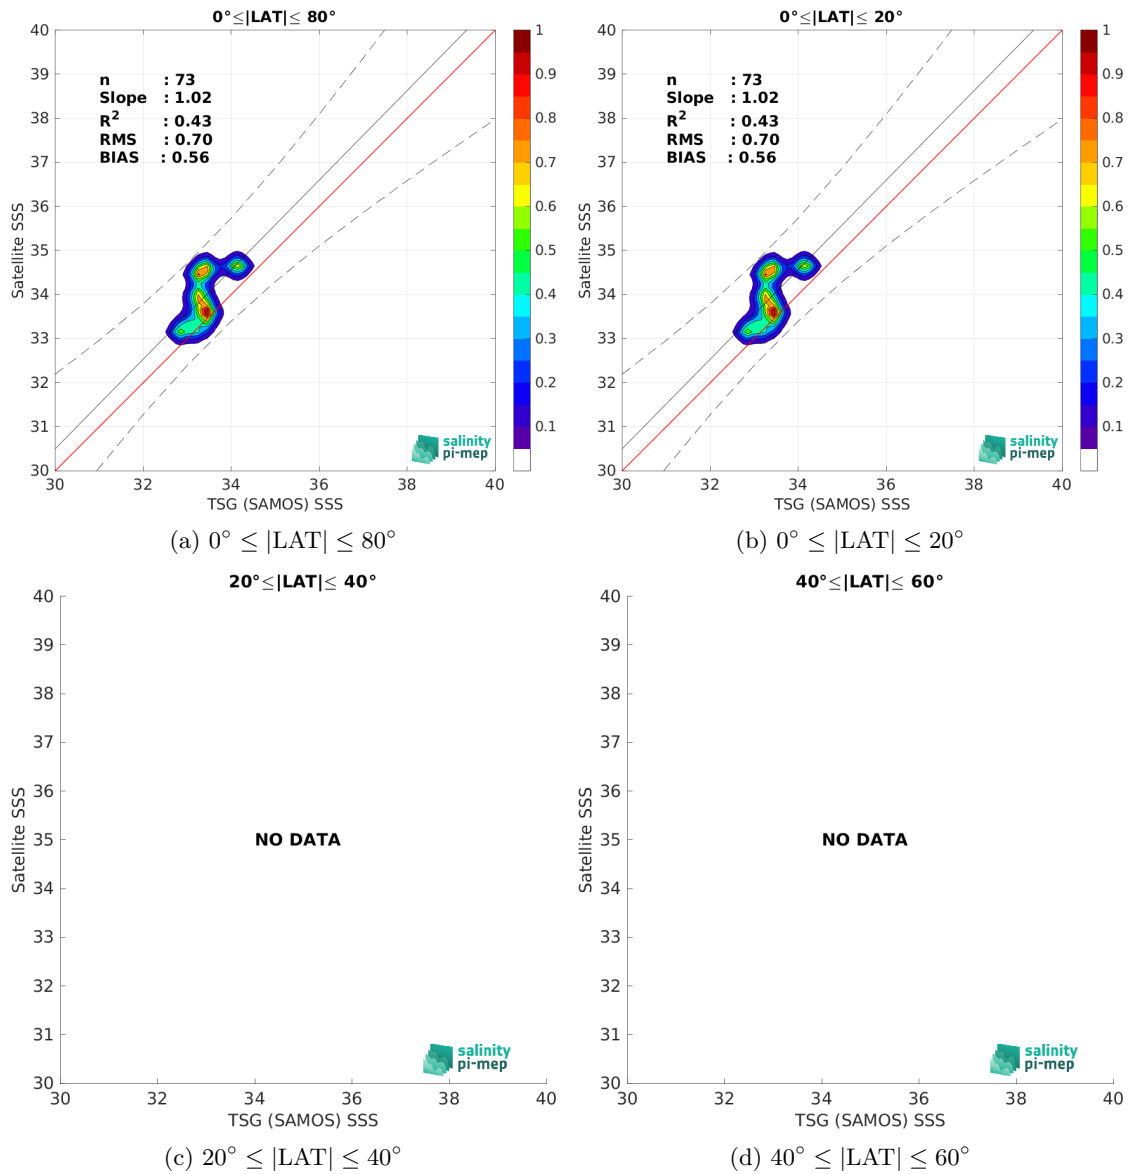 0°≤|LAT|≤ 80°
40
39
38
37
36
35
34
33
32
31
30
30
32
34
36
38
40
Satellite SSS
TSG (SAMOS) SSS
n : 73
Slope : 1.02
R² : 0.43
RMS : 0.70
BIAS : 0.56
1
0.9
0.8
0.7
0.6
0.5
0.4
0.3
0.2
0.1
salinity
pi-mep
(a) 0° ≤ |LAT| ≤ 80°
0°≤|LAT|≤ 20°
40
39
38
37
36
35
34
33
32
31
30
30
32
34
36
38
40
Satellite SSS
TSG (SAMOS) SSS
n : 73
Slope : 1.02
R² : 0.43
RMS : 0.70
BIAS : 0.56
1
0.9
0.8
0.7
0.6
0.5
0.4
0.3
0.2
0.1
salinity
pi-mep
(b) 0° ≤ |LAT| ≤ 20°
20°≤|LAT|≤ 40°
40
39
38
37
36
35
34
33
32
31
30
30
32
34
36
38
40
Satellite SSS
TSG (SAMOS) SSS
NO DATA
salinity
pi-mep
(c) 20° ≤ |LAT| ≤ 40°
40°≤|LAT|≤ 60°
40
39
38
37
36
35
34
33
32
31
30
30
32
34
36
38
40
Satellite SSS
TSG (SAMOS) SSS
NO DATA
salinity
pi-mep
(d) 40° ≤ |LAT| ≤ 60°